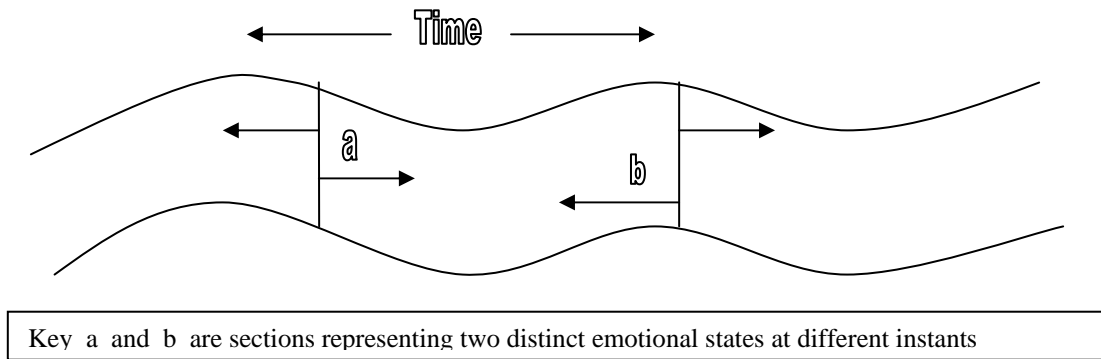 Time
a
b
Key a and b are sections representing two distinct emotional states at different instants